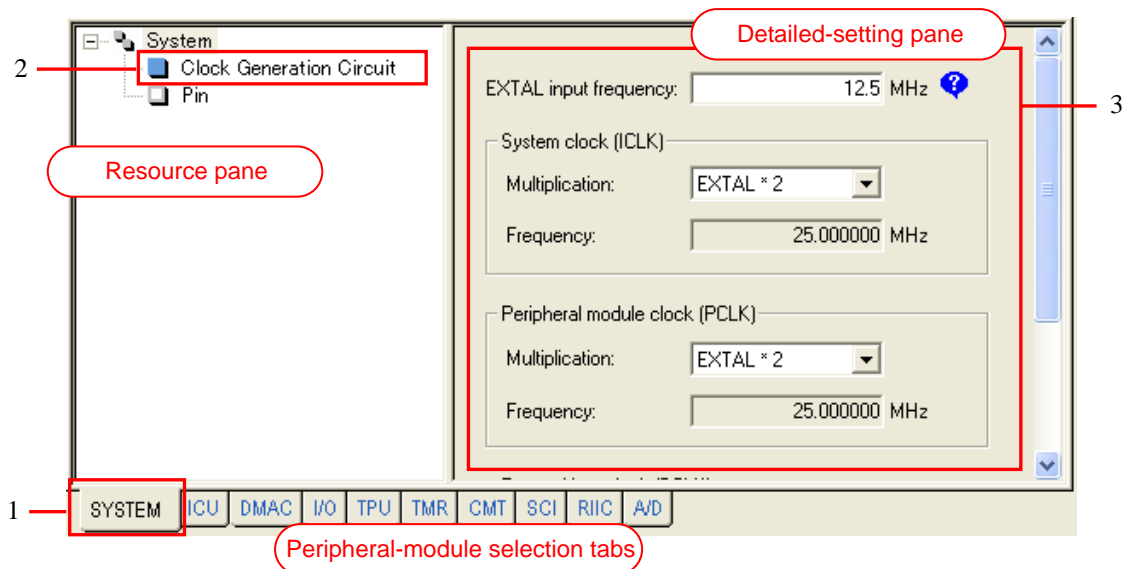 Detailed-setting pane
System
2
Clock Generation Circuit
Pin
Resource pane
EXTAL input frequency: 12.5 MHz ?
3
System clock (ICLK)
Multiplication: EXTAL * 2
Frequency: 25.000000 MHz
Peripheral module clock (PCLK)
Multiplication: EXTAL * 2
Frequency: 25.000000 MHz
1
SYSTEM ICU DMAC I/O TPU TMR CMT SCI RIIC A/D
Peripheral-module selection tabs